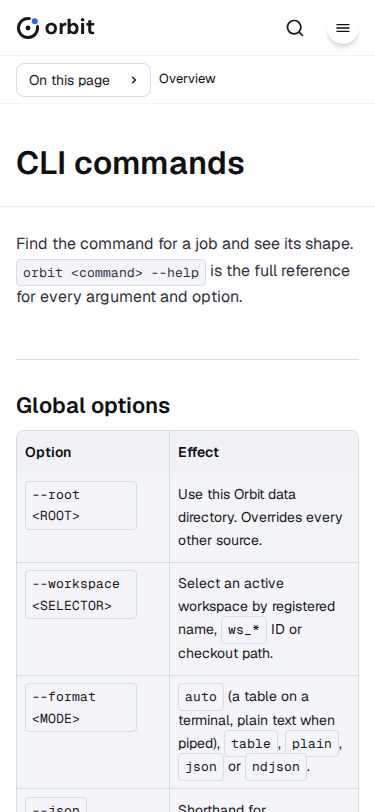 orbit
On this page
Overview
CLI commands
Find the command for a job and see its shape.
orbit <command> --help is the full reference
for every argument and option.
Global options
Option Effect
--root
<ROOT>
Use this Orbit data
directory. Overrides every
other source.
--workspace
<SELECTOR>
Select an active
workspace by registered
name, ws_* ID or
checkout path.
--format
<MODE>
auto (a table on a
terminal, plain text when
piped), table, plain,
json or ndjson.
--json
Shorthand for